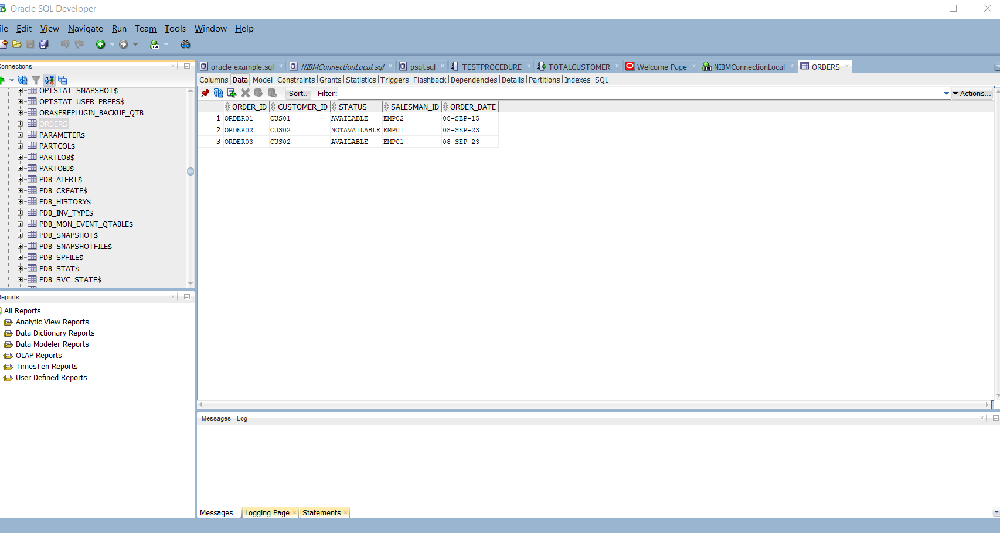 Oracle SQL Developer
ile Edit View Navigate Run Team Tools Window Help
onnections
OPTSTAT_SNAPSHOT$
OPTSTAT_USER_PREFS$
ORA$PREPLUGIN_BACKUP_QTB
ORDERS
PARAMETER$
PARTCOL$
PARTLOB$
PARTOBJ$
PDB_ALERT$
PDB_CREATE$
PDB_HISTORY$
PDB_INV_TYPE$
PDB_MON_EVENT_QTABLE$
PDB_SNAPSHOT$
PDB_SNAPSHOTFILE$
PDB_SPFILE$
PDB_STAT$
PDB_SVC_STATE$
eports
All Reports
Analytic View Reports
Data Dictionary Reports
Data Modeler Reports
OLAP Reports
TimesTen Reports
User Defined Reports
oracle example.sql NIBMConnectionLocal.sql psql.sql TESTPROCEDURE TOTALCUSTOMER Welcome Page NIBMConnectionLocal ORDERS
Columns Data Model Constraints Grants Statistics Triggers Flashback Dependencies Details Partitions Indexes SQL
Sort.. Filter: Actions...
ORDER_ID CUSTOMER_ID STATUS SALESMAN_ID ORDER_DATE
1 ORDER01 CUS01 AVAILABLE EMP02 08-SEP-15
2 ORDER02 CUS02 NOTAVAILABLE EMP01 08-SEP-23
3 ORDER03 CUS02 AVAILABLE EMP01 08-SEP-23
Messages - Log
Messages Logging Page Statements